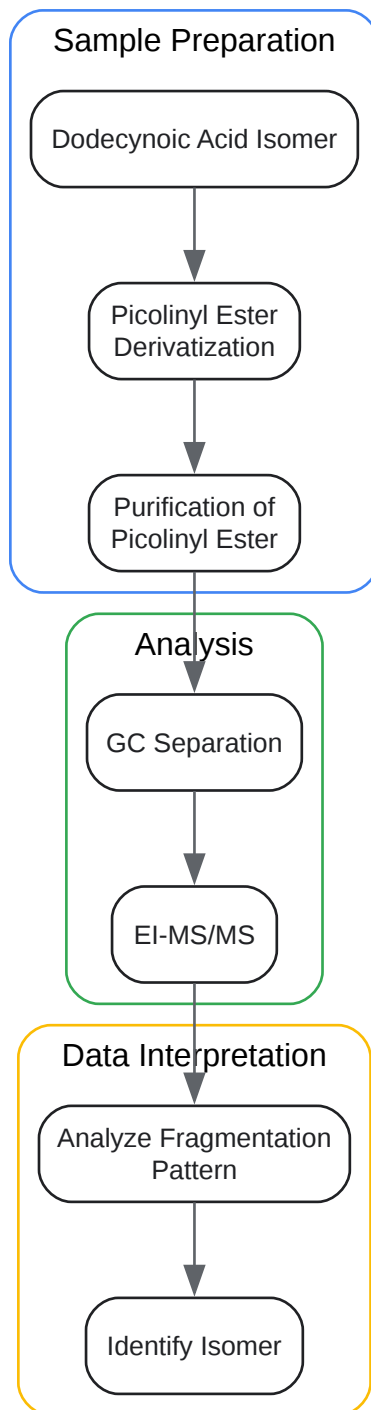 Sample Preparation
Dodecynoic Acid Isomer
Picolinyl Ester
Derivatization
Purification of
Picolinyl Ester
Analysis
GC Separation
EI-MS/MS
Data Interpretation
Analyze Fragmentation
Pattern
Identify Isomer